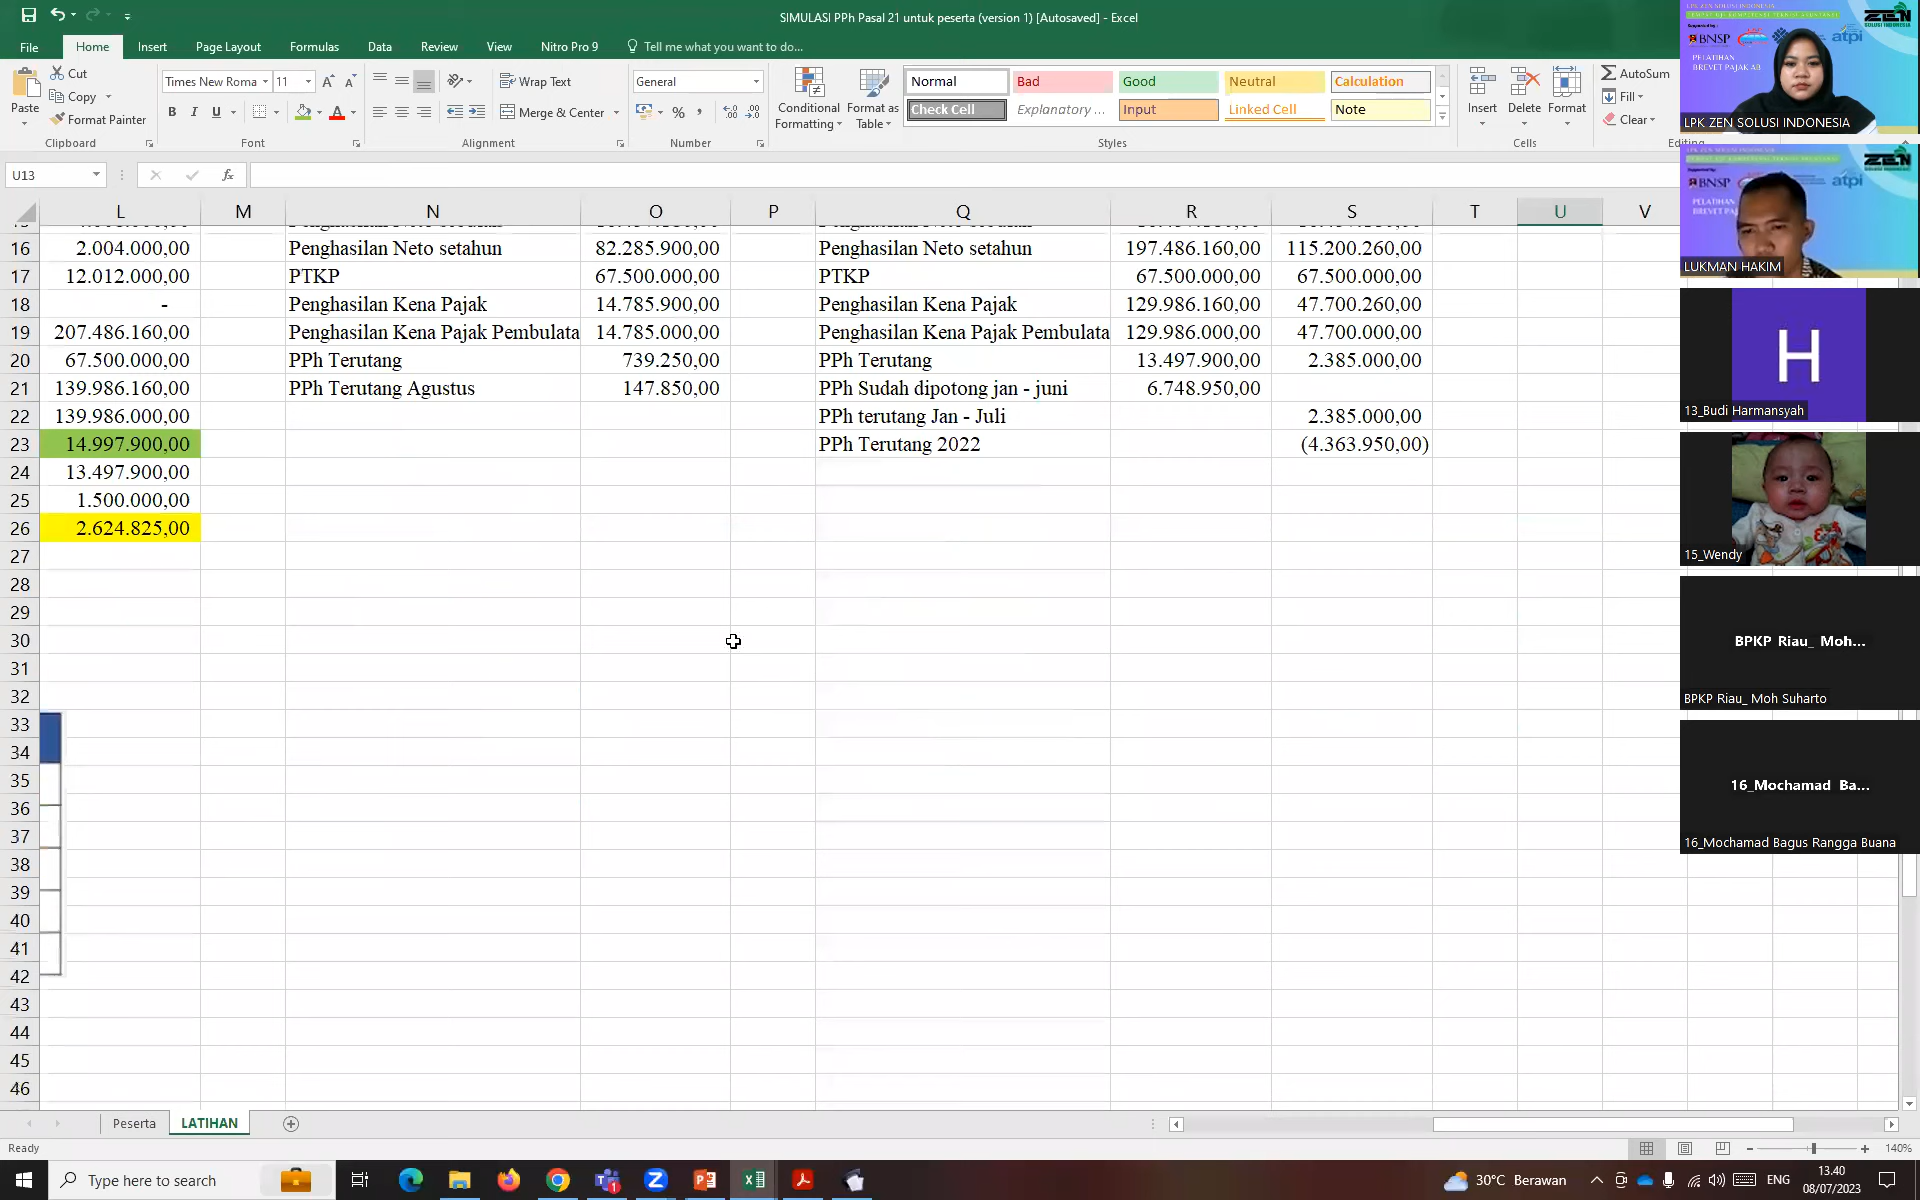 SIMULASI PPh Pasal 21 untuk peserta (version 1) [Autosaved] - Excel
File Home Insert Page Layout Formulas Data Review View Nitro Pro 9 Tell me what you want to do...
Paste
Cut
Copy
Format Painter
Clipboard
Times New Roma 11
B I U
Font
Wrap Text
Merge & Center
Alignment
General
%
Number
Conditional Formatting
Format as Table
Normal Bad Good Neutral Calculation
Check Cell Explanatory ... Input Linked Cell Note
Styles
Insert Delete Format
Cells
AutoSum
Fill
Clear
Editing
U13
fx
L M N O P Q R S T U V
16 2.004.000,00 Penghasilan Neto setahun 82.285.900,00 Penghasilan Neto setahun 197.486.160,00 115.200.260,00
17 12.012.000,00 PTKP 67.500.000,00 PTKP 67.500.000,00 67.500.000,00
18 - Penghasilan Kena Pajak 14.785.900,00 Penghasilan Kena Pajak 129.986.160,00 47.700.260,00
19 207.486.160,00 Penghasilan Kena Pajak Pembulata 14.785.000,00 Penghasilan Kena Pajak Pembulata 129.986.000,00 47.700.000,00
20 67.500.000,00 PPh Terutang 739.250,00 PPh Terutang 13.497.900,00 2.385.000,00
21 139.986.160,00 PPh Terutang Agustus 147.850,00 PPh Sudah dipotong jan - juni 6.748.950,00
22 139.986.000,00 PPh terutang Jan - Juli 2.385.000,00
23 14.997.900,00 PPh Terutang 2022 (4.363.950,00)
24 13.497.900,00
25 1.500.000,00
26 2.624.825,00
27
28
29
30
31
32
33
34
35
36
37
38
39
40
41
42
43
44
45
46
Peserta LATIHAN
Ready
140%
Type here to search
30°C Berawan
ENG
13.40
08/07/2023
ZEN
SOLUSI INDONESIA
BNSP
atpi
PELATIHAN
BREVET PAJAK AB
LPK ZEN SOLUSI INDONESIA
ZEN
BNSP
atpi
PELATIHAN
LUKMAN HAKIM
H
13_Budi Harmansyah
15_Wendy
BPKP Riau_ Moh...
BPKP Riau_ Moh Suharto
16_Mochamad Ba...
16_Mochamad Bagus Rangga Buana